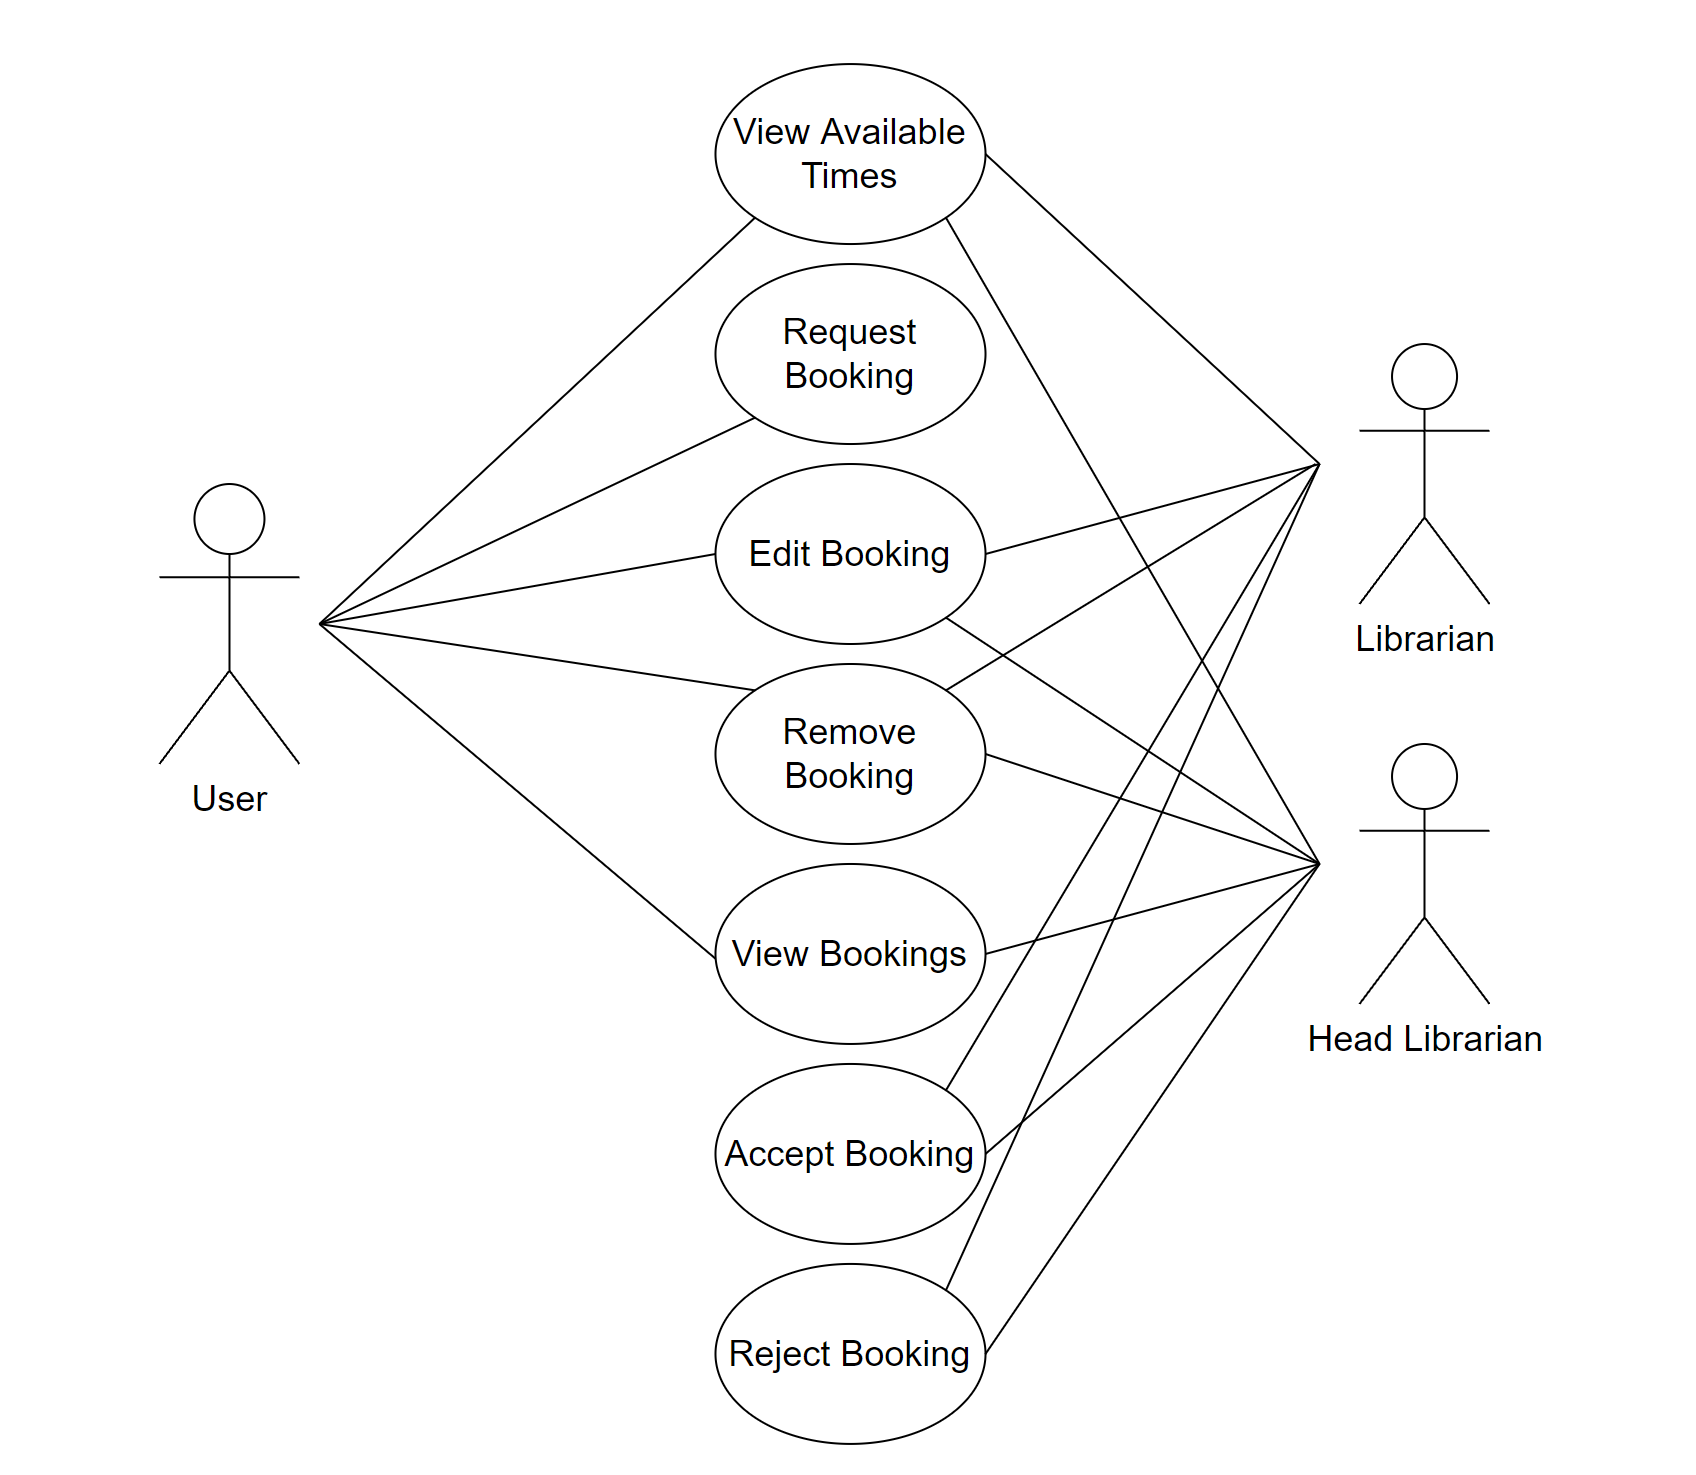 View Available
Times
Request
Booking
Edit Booking
Remove
Booking
View Bookings
Accept Booking
Reject Booking
User
Librarian
Head Librarian